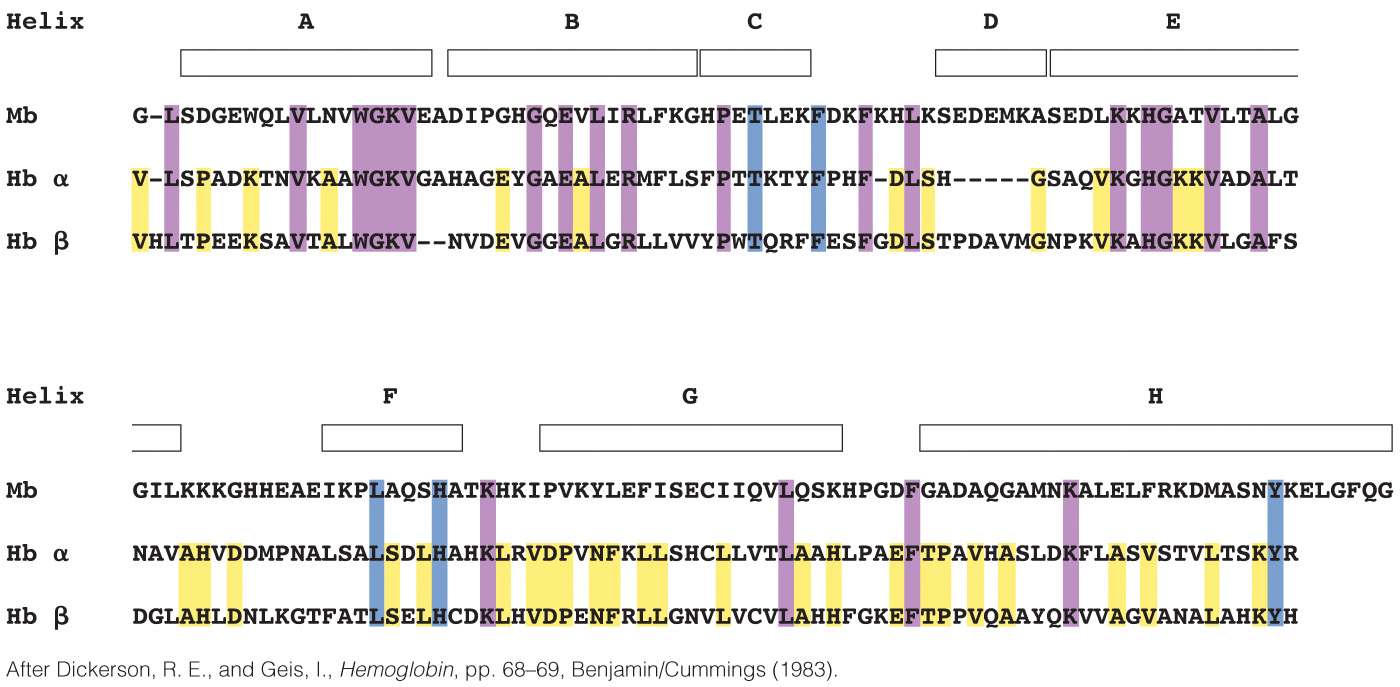 Helix A B C D E
Mb G-LSDGEWQLVLNVWGKVEADIPGHGQEVLIRLFKGHPETLEKFDKFKHLKSEDEMKASEDLKKHGATVLTALG
Hb α V-LSPADKTNVKAAWGKVGAHAGEYGAEALERMFLSFPTTKTYFPHF-DLSH-----GSAQVKGHGKKVADALT
Hb β VHLTPEEKSAVTALWGKV--NVDEVGGEALGRLLVVYPWTQRFFESFGDLSTPDAVMGNPKVKAHGKKVLGAFS
Helix F G H
Mb GILKKKGHHEAEIKPLAQSHATKHKIPVKYLEFISECIIQVLQSKHPGDFGADAQGAMNKALELFRKDMASNYKELGFQG
Hb α NAVAHVDDMPNALSALSDLHAHKLRVDPVNFKLLSHCLLVTLAAHLPAEFTPAVHASLDKFLASVSTVLTSKYR
Hb β DGLAHLDNLKGTFATLSELHCDKLHVDPENFRLLGNVLVCVLAHHFGKEFTPPVQAAYQKVVAGVANALAHKYH
After Dickerson, R. E., and Geis, I., Hemoglobin, pp. 68–69, Benjamin/Cummings (1983).